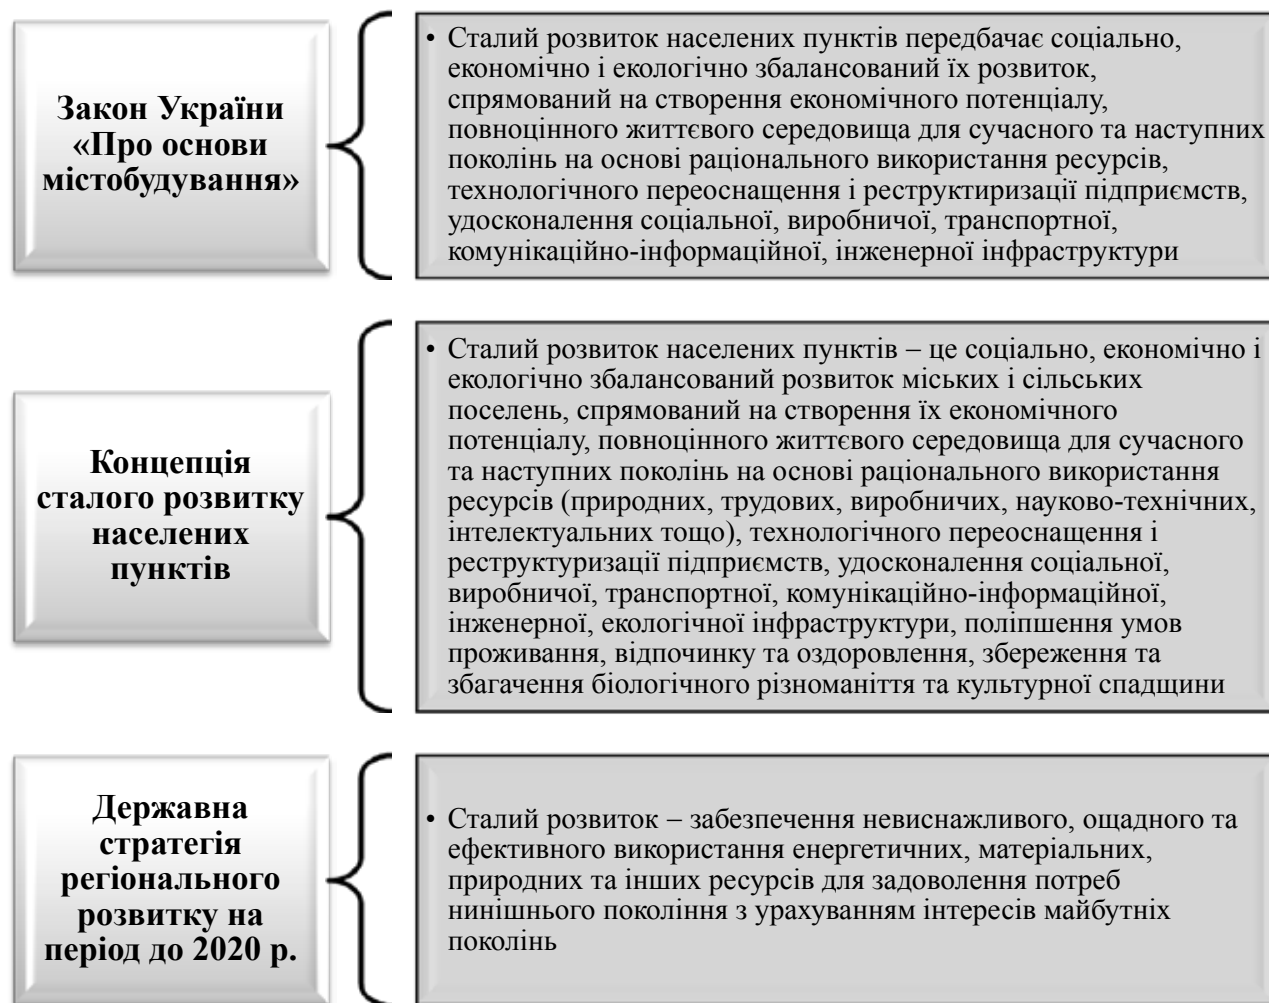 Закон України
«Про основи
містобудування»
• Сталий розвиток населених пунктів передбачає соціально,
економічно і екологічно збалансований їх розвиток,
спрямований на створення економічного потенціалу,
повноцінного життєвого середовища для сучасного та наступних
поколінь на основі раціонального використання ресурсів,
технологічного переоснащення і реструктиризації підприємств,
удосконалення соціальної, виробничої, транспортної,
комунікаційно-інформаційної, інженерної інфраструктури
Концепція
сталого розвитку
населених
пунктів
• Сталий розвиток населених пунктів – це соціально, економічно і
екологічно збалансований розвиток міських і сільських
поселень, спрямований на створення їх економічного
потенціалу, повноцінного життєвого середовища для сучасного
та наступних поколінь на основі раціонального використання
ресурсів (природних, трудових, виробничих, науково-технічних,
інтелектуальних тощо), технологічного переоснащення і
реструктуризації підприємств, удосконалення соціальної,
виробничої, транспортної, комунікаційно-інформаційної,
інженерної, екологічної інфраструктури, поліпшення умов
проживання, відпочинку та оздоровлення, збереження та
збагачення біологічного різноманіття та культурної спадщини
Державна
стратегія
регіонального
розвитку на
період до 2020 р.
• Сталий розвиток – забезпечення невиснажливого, ощадного та
ефективного використання енергетичних, матеріальних,
природних та інших ресурсів для задоволення потреб
нинішнього покоління з урахуванням інтересів майбутніх
поколінь